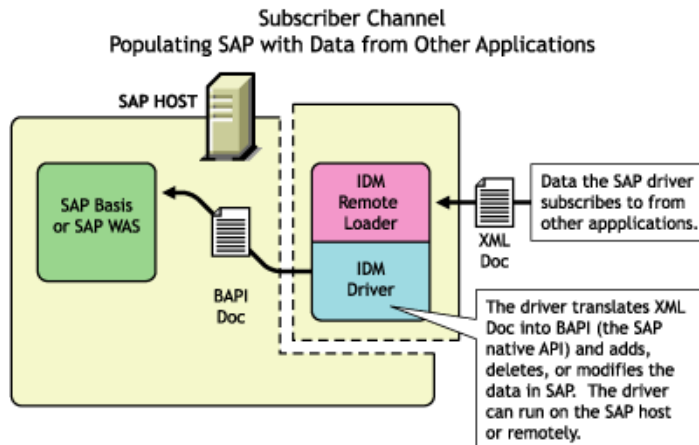 Subscriber Channel
Populating SAP with Data from Other Applications
SAP HOST
SAP Basis
or SAP WAS
BAPI
Doc
IDM
Remote
Loader
IDM
Driver
XML
Doc
Data the SAP driver
subscribes to from
other appplications.
The driver translates XML
Doc into BAPI (the SAP
native API) and adds,
deletes, or modifies the
data in SAP. The driver
can run on the SAP host
or remotely.